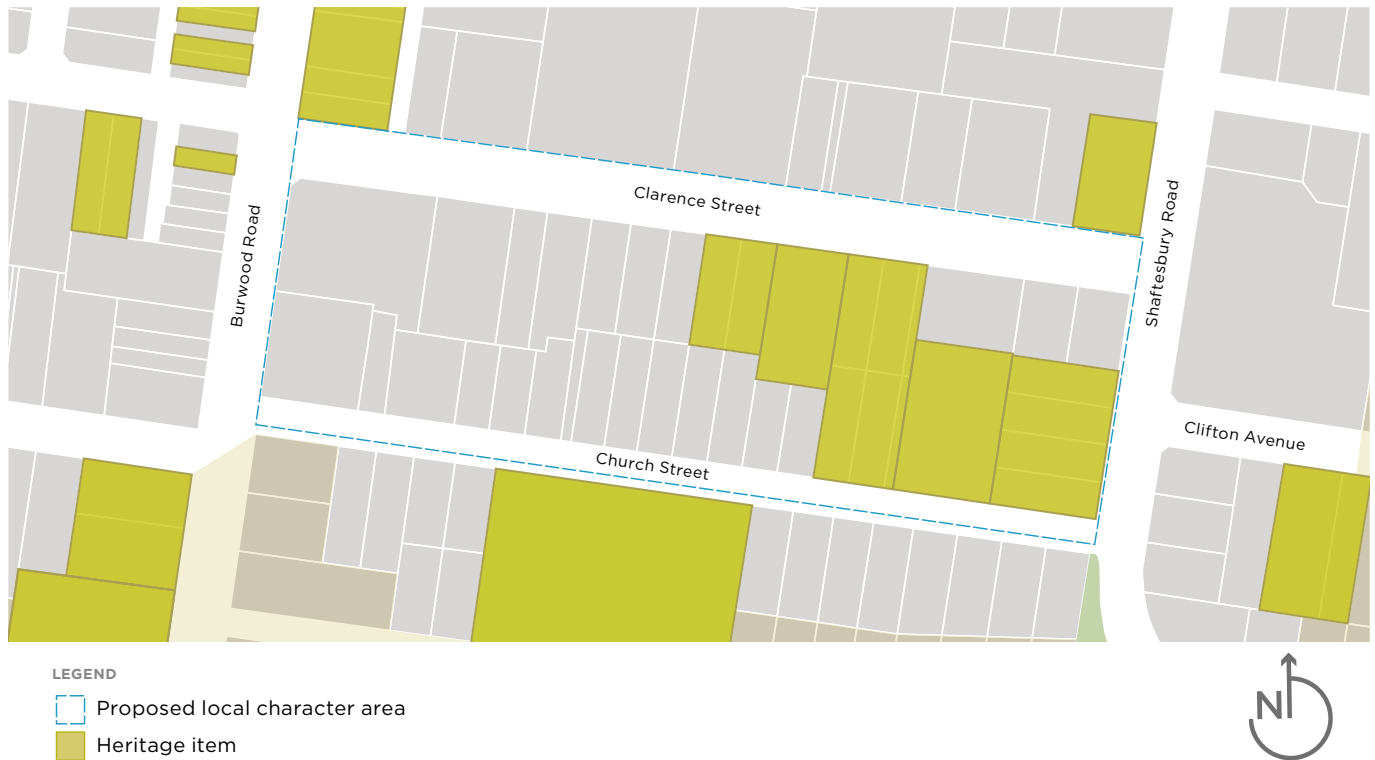 Clarence Street
Burwood Road
Shaftesbury Road
Clifton Avenue
Church Street
LEGEND
Proposed local character area
Heritage item
N